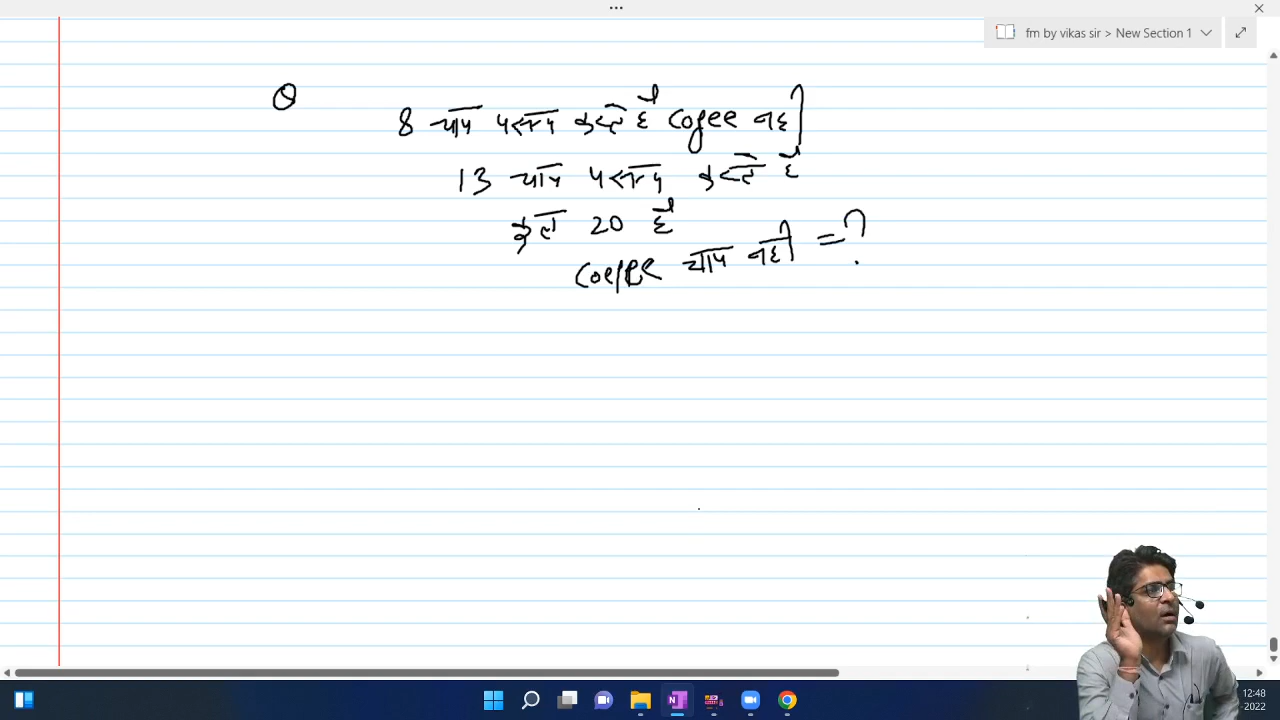 fm by vikas sir > New Section 1
Q
8 चाय पसन्द करते है coffee नही
13 चाय पसन्द करते है
कुल 20 है
coffee चाय नही = ?
12:48
2022